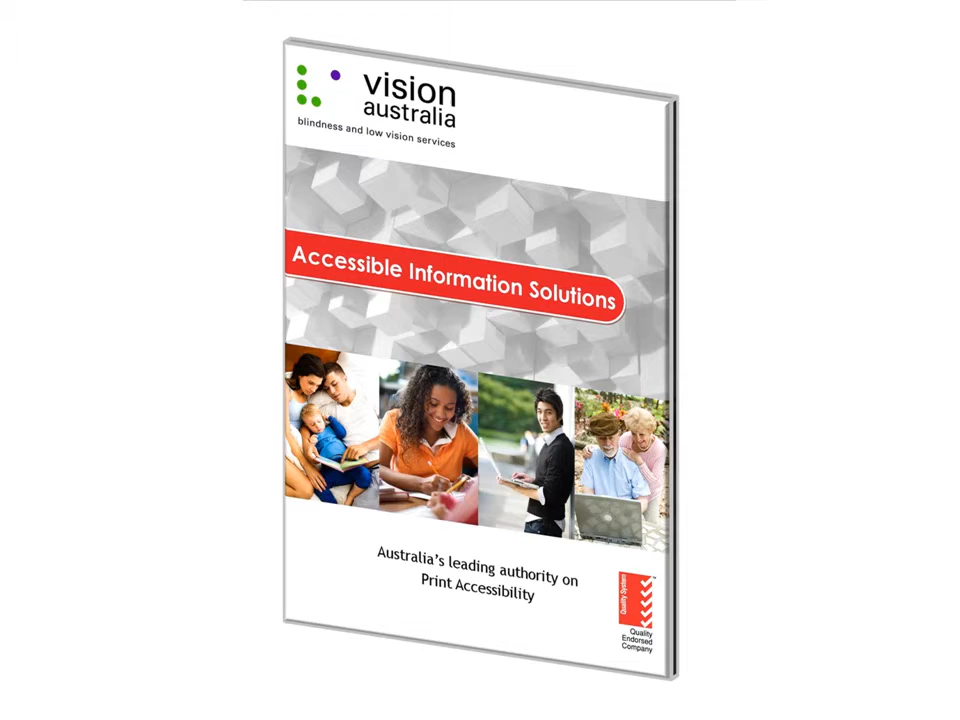 vision
australia
blindness and low vision services
Accessible Information Solutions
Australia's leading authority on
Print Accessibility
Quality System
Quality
Endorsed
Company